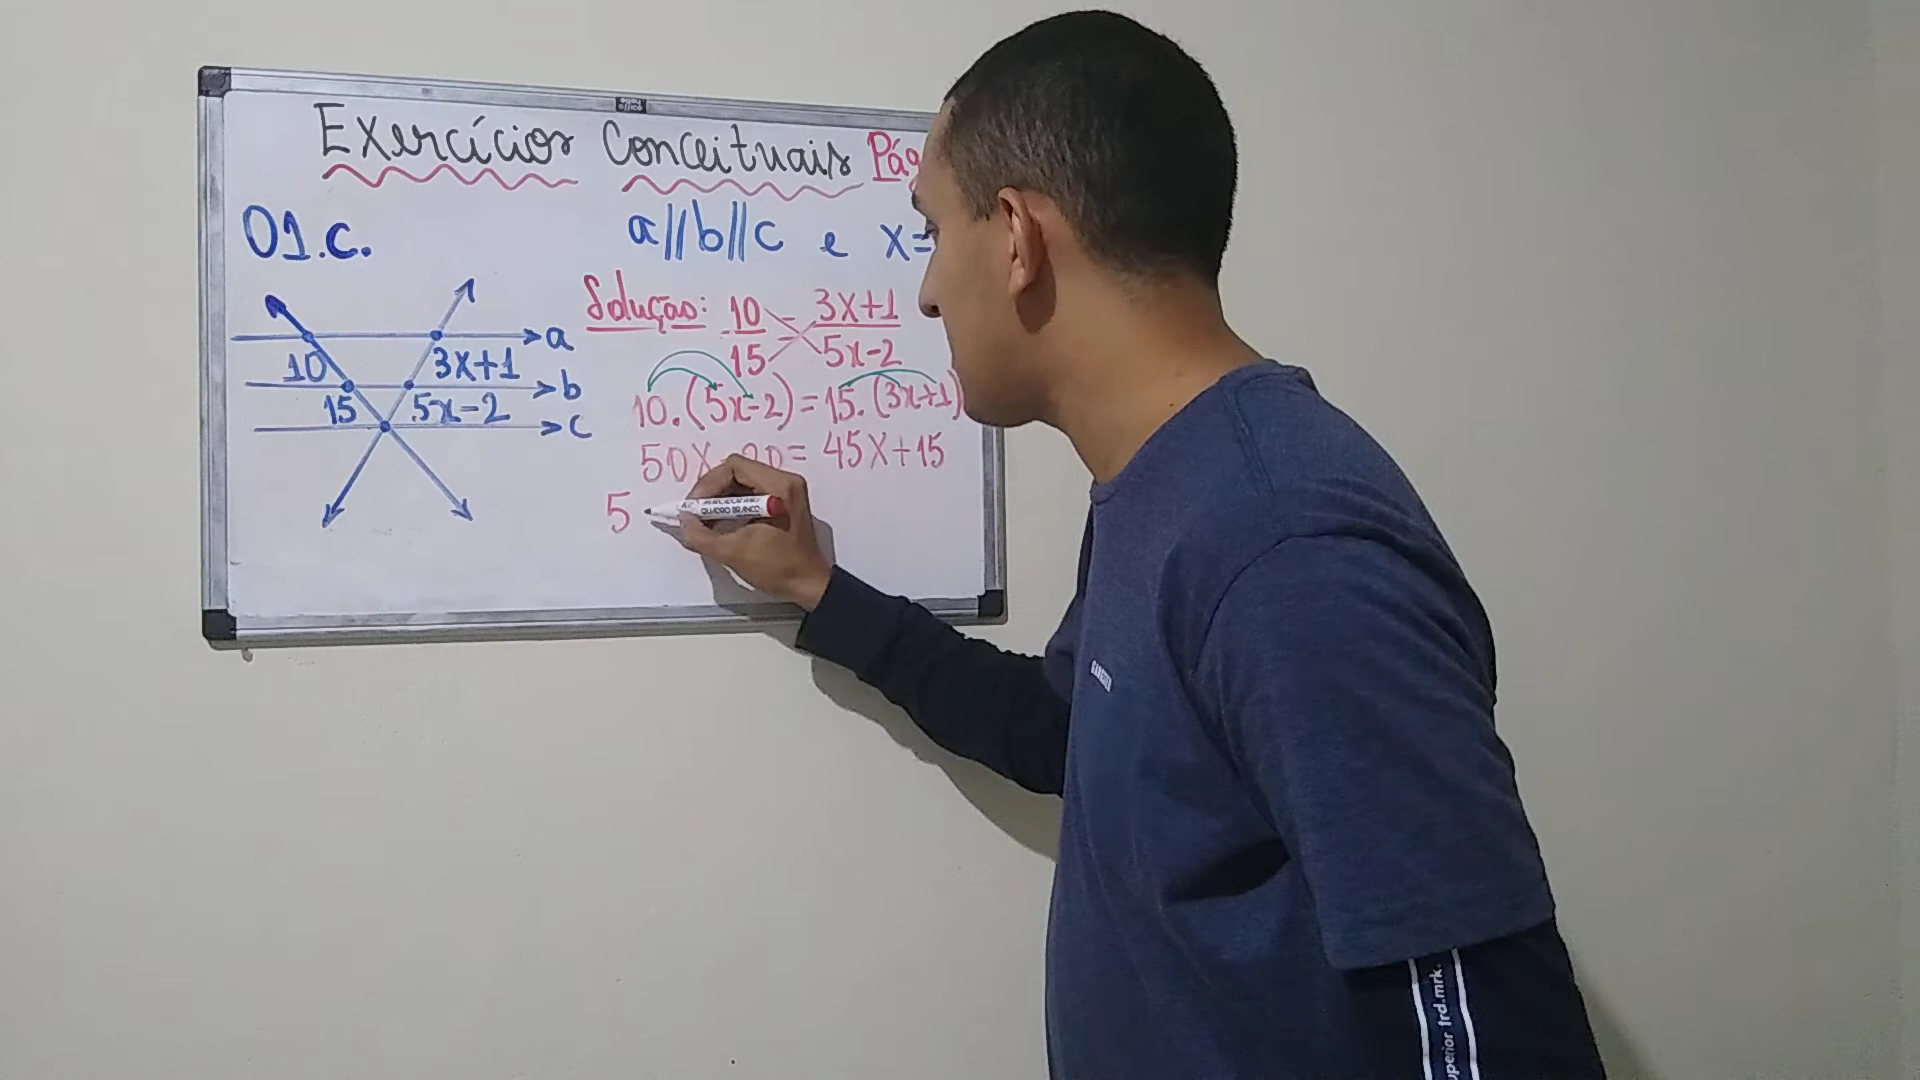 Exercícios Conceituais Pág
01.c.
a//b//c e x=
Solução: 10/15 = 3x+1/5x-2
a
10 3x+1
b
15 5x-2
c
10.(5x-2)=15.(3x+1)
50x-20=45x+15
5
QUADRO BRANCO